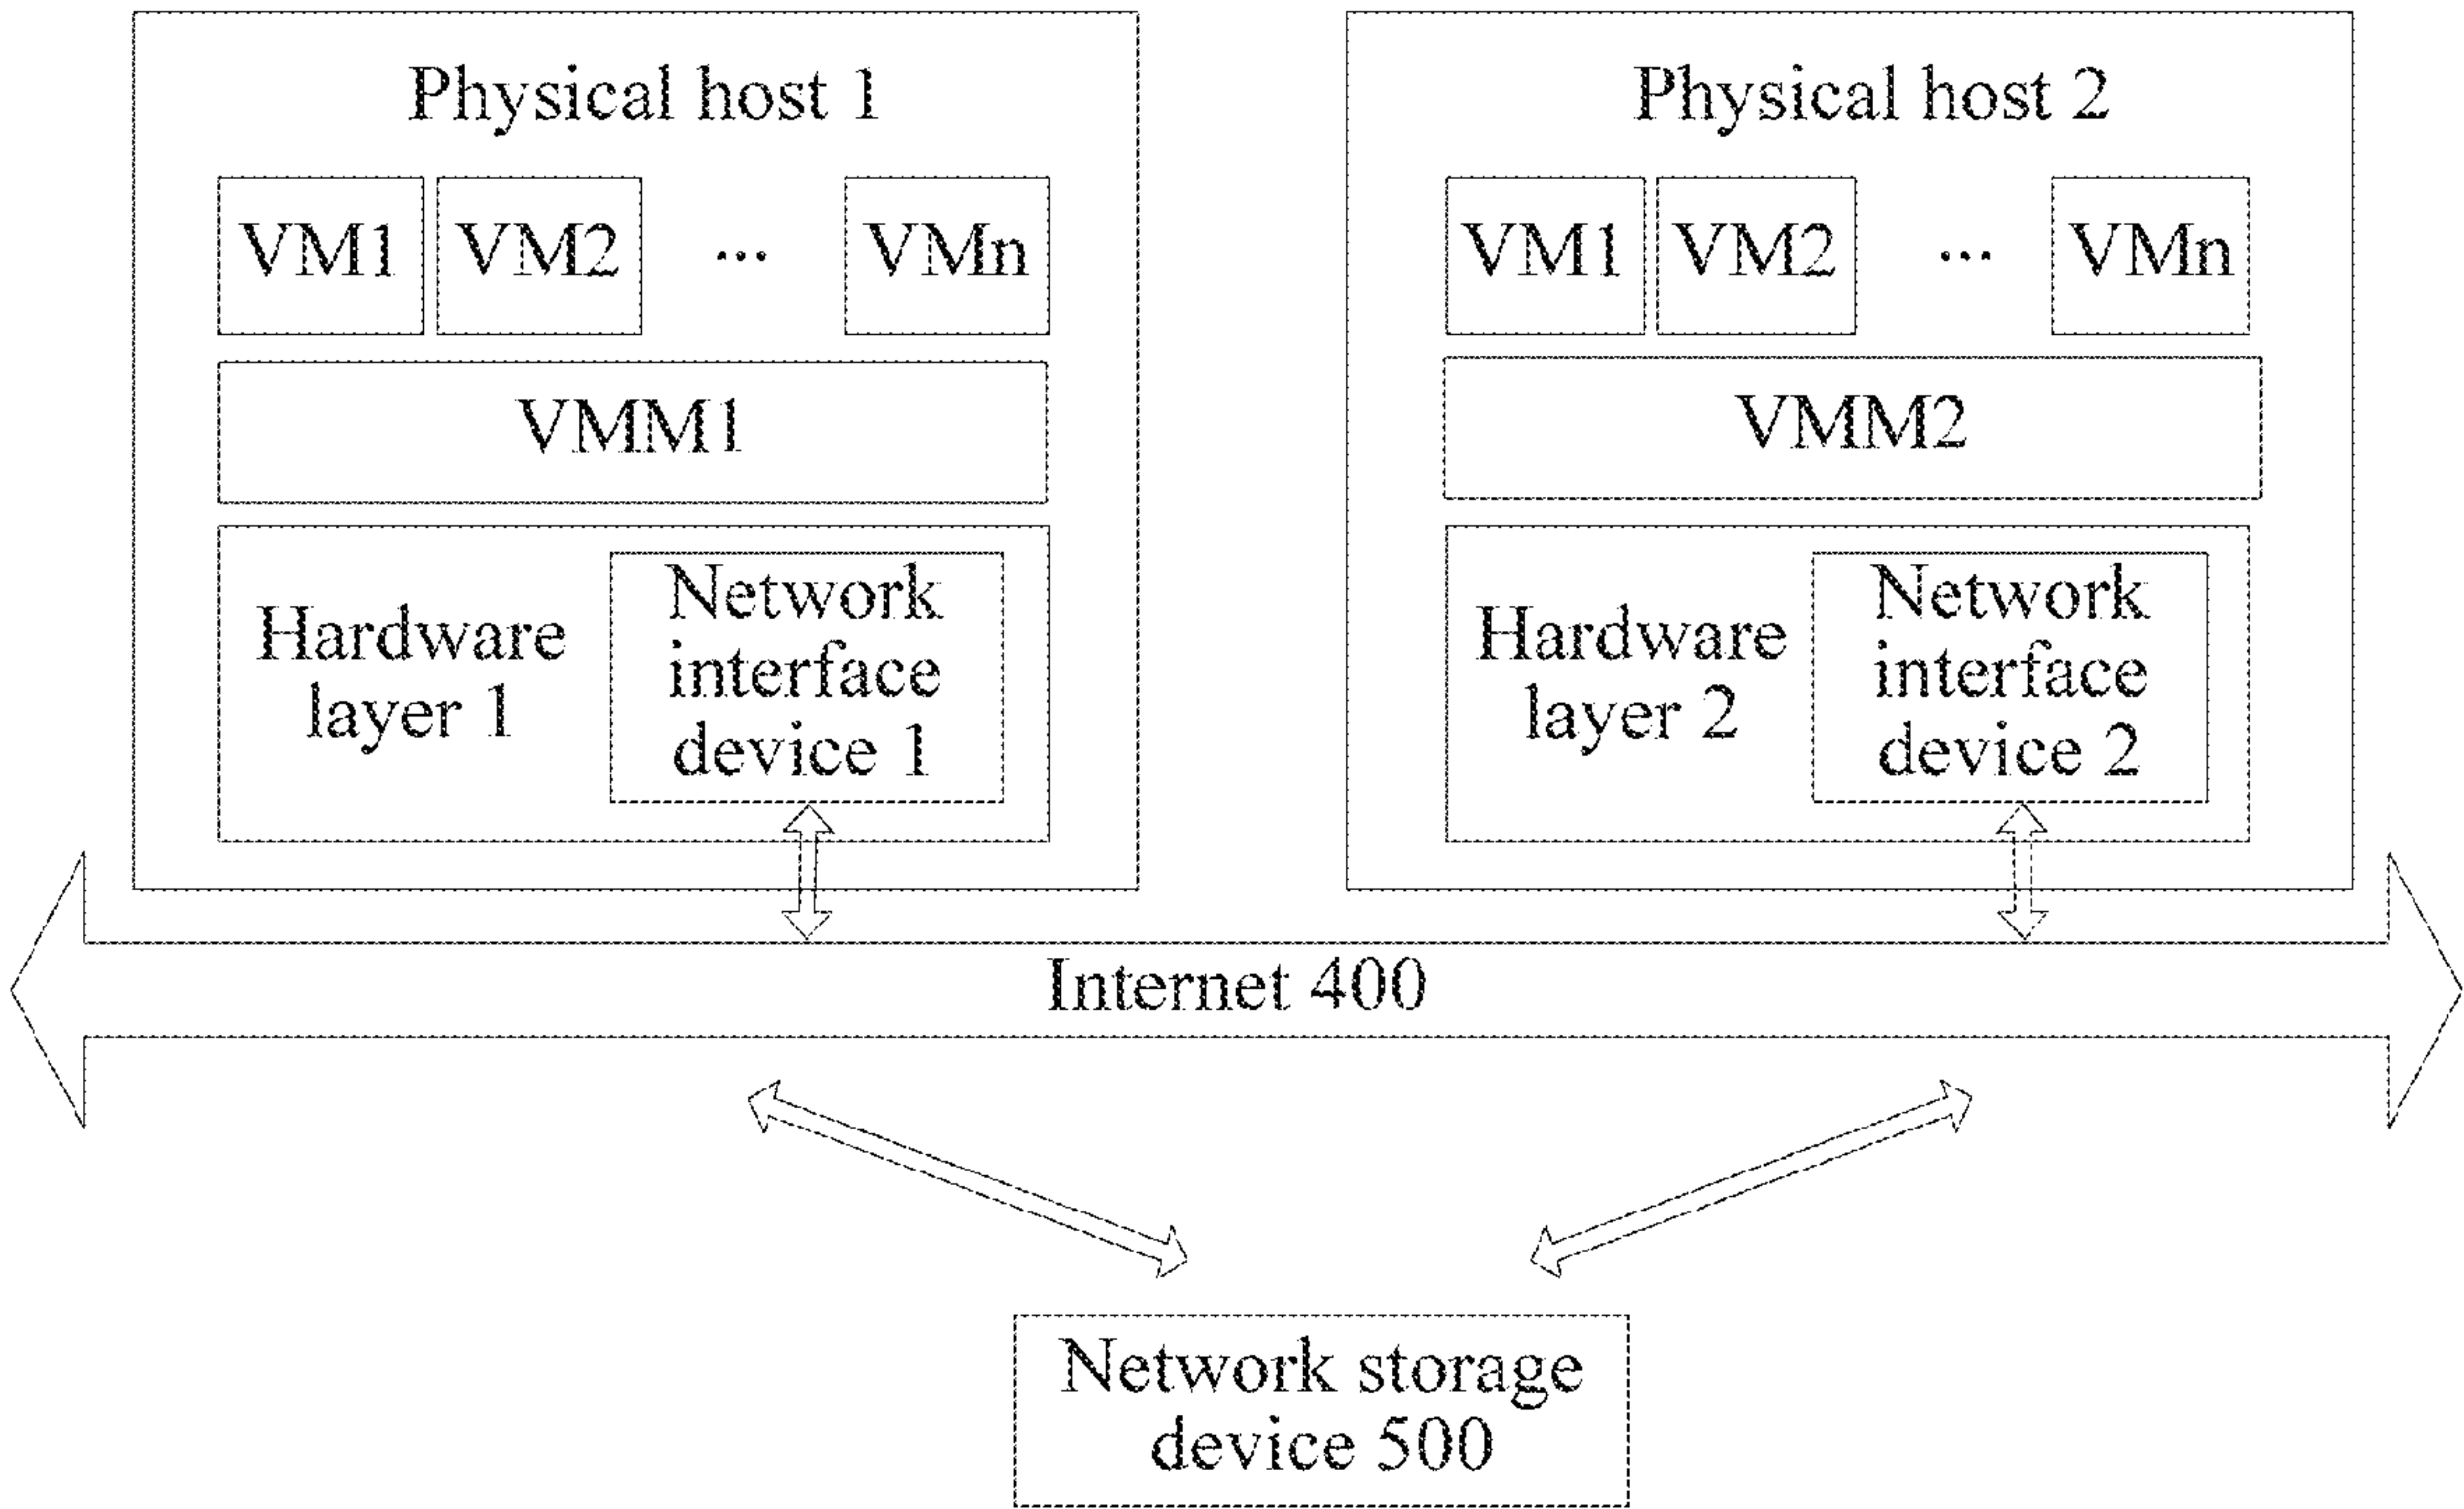 Physical host 1
VM1 VM2 ... VMn
VMM1
Hardware
layer 1
Network
interface
device 1
Physical host 2
VM1 VM2 ... VMn
VMM2
Hardware
layer 2
Network
interface
device 2
Internet 400
Network storage
device 500